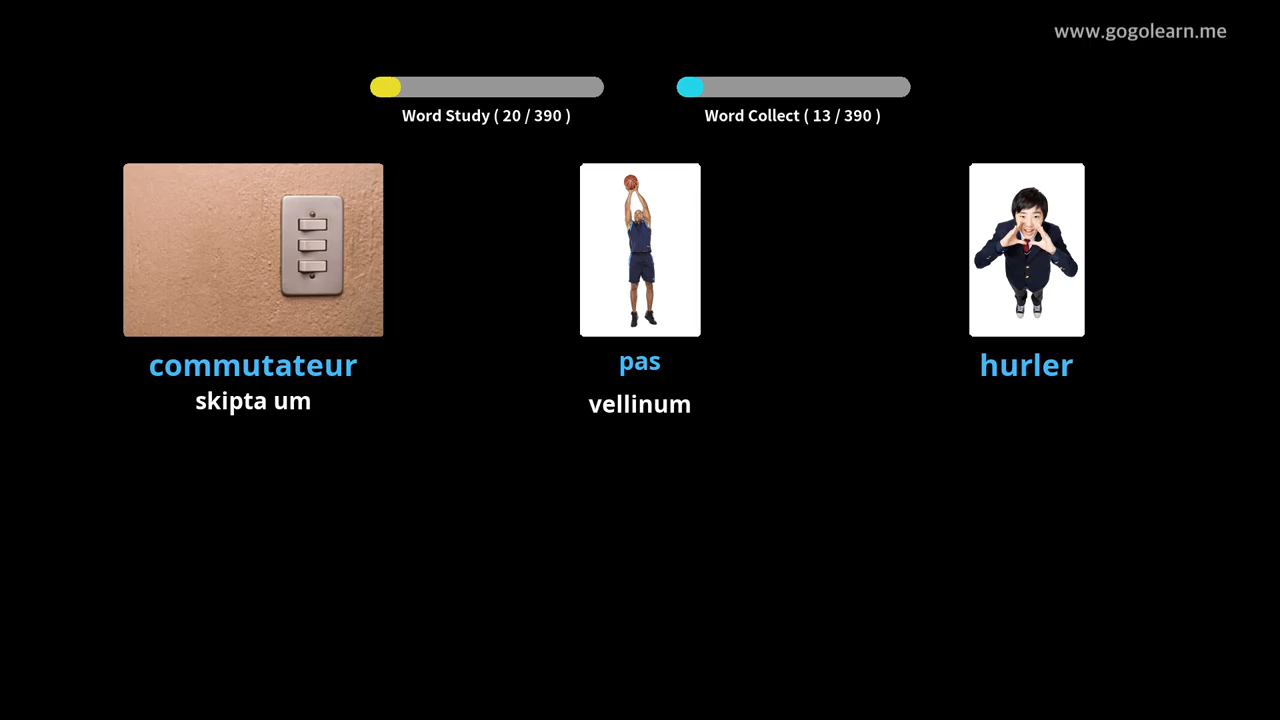 www.gogolearn.me
Word Study ( 20 / 390 )
Word Collect ( 13 / 390 )
commutateur
skipta um
pas
vellinum
hurler